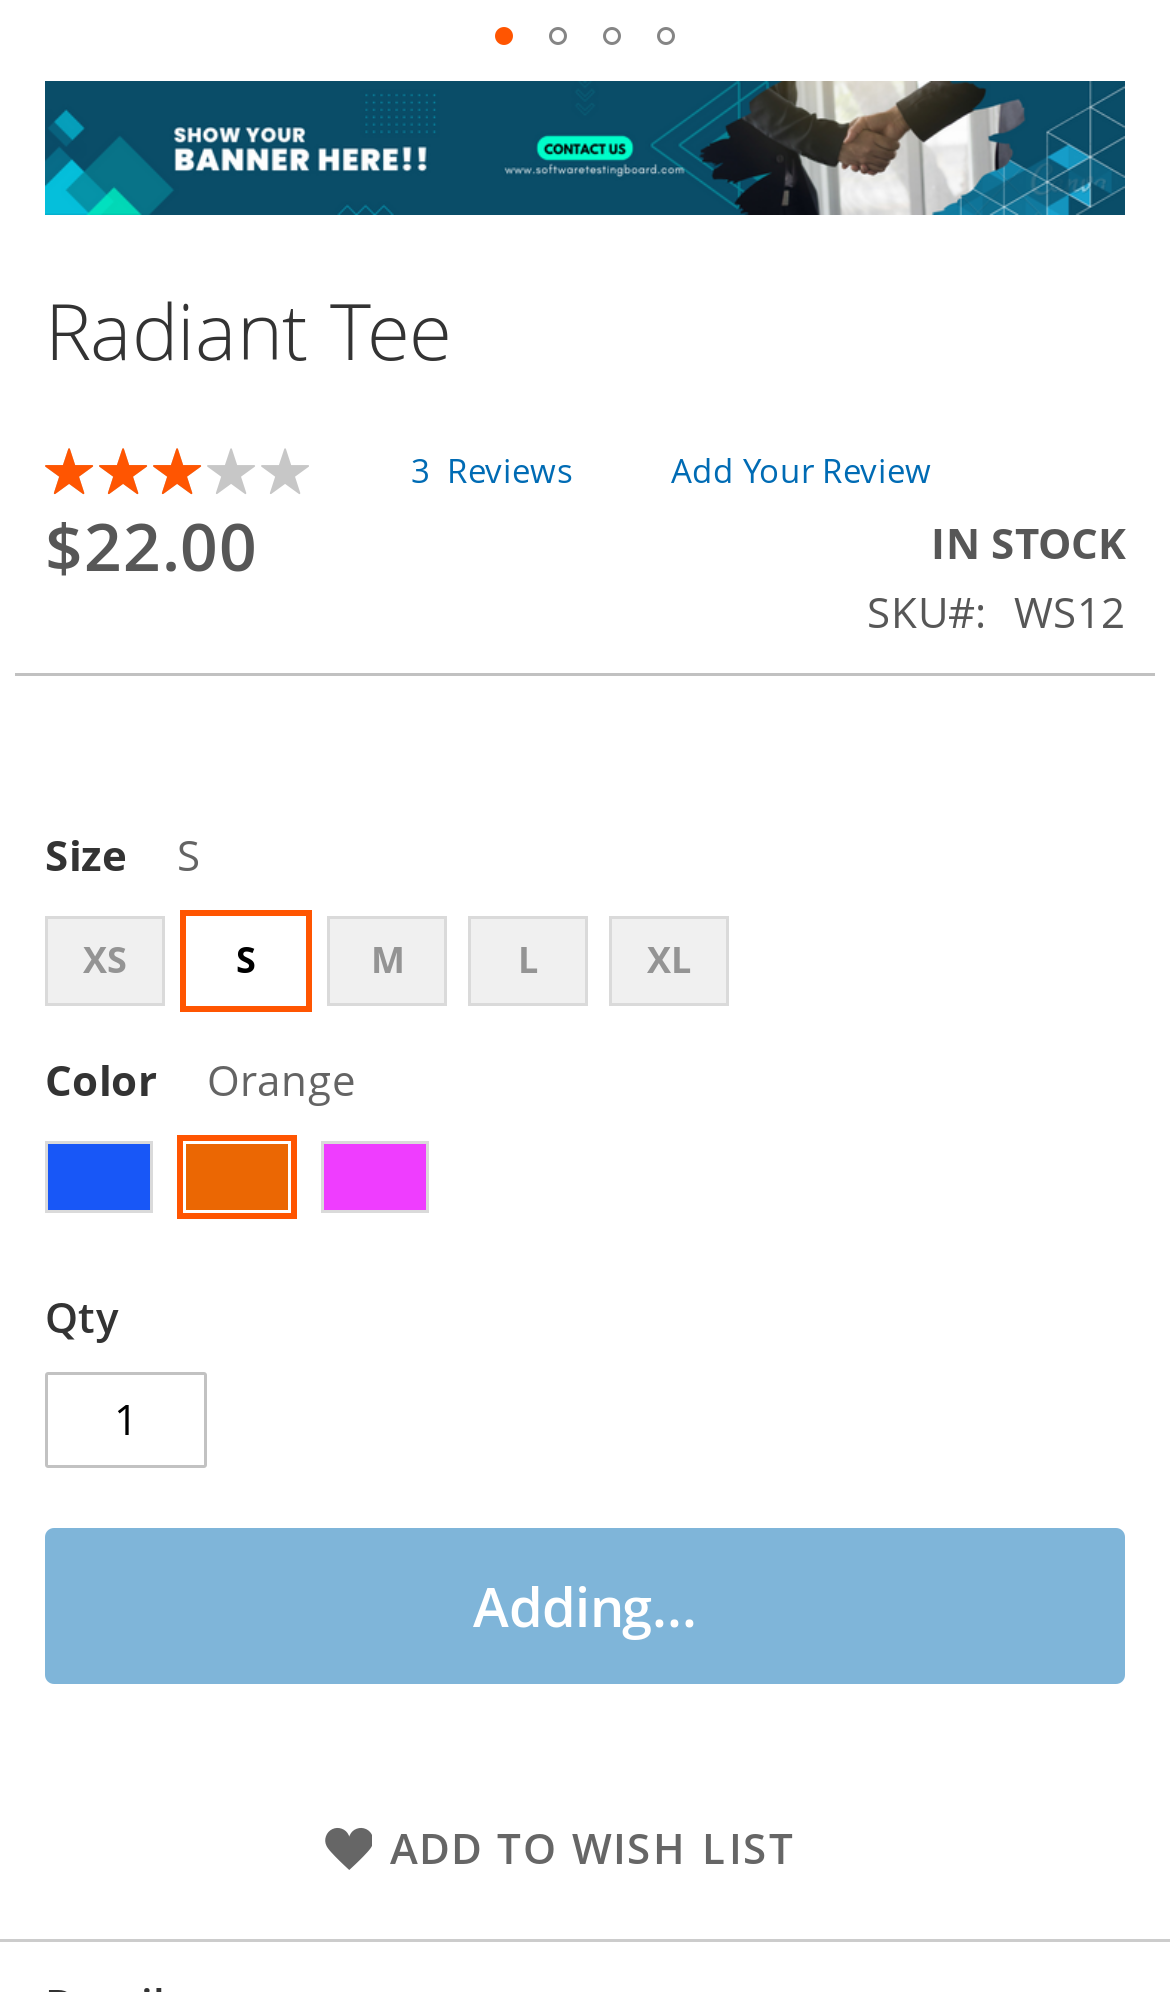 SHOW YOUR
BANNER HERE!!
CONTACT US
www.softwaretestingboard.com
Canva
Radiant Tee
3 Reviews Add Your Review
$22.00
IN STOCK
SKU#: WS12
Size S
XS S M L XL
Color Orange
Qty
1
Adding...
ADD TO WISH LIST